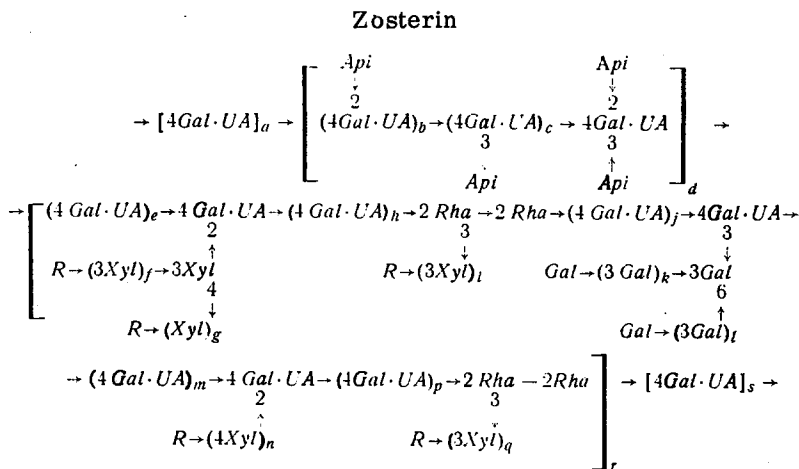 Zosterin
Api Api
↓ ↓
2 2
→ [4Gal·UA]a → [ (4Gal·UA)b → (4Gal·UA)c → 4Gal·UA ]d →
3 3
↑
Api Api
→ [ (4 Gal·UA)e → 4 Gal·UA → (4 Gal·UA)h → 2 Rha → 2 Rha → (4 Gal·UA)j → 4Gal·UA →
2 3 3
↑ ↓ ↓
R → (3Xyl)f → 3Xyl R → (3Xyl)i Gal → (3 Gal)k → 3Gal
4 6
↓ ↑
R → (Xyl)g Gal → (3Gal)l
→ (4 Gal·UA)m → 4 Gal·UA → (4Gal·UA)p → 2 Rha − 2Rha ]r → [4Gal·UA]s →
2 3
↑ ↓
R → (4Xyl)n R → (3Xyl)q